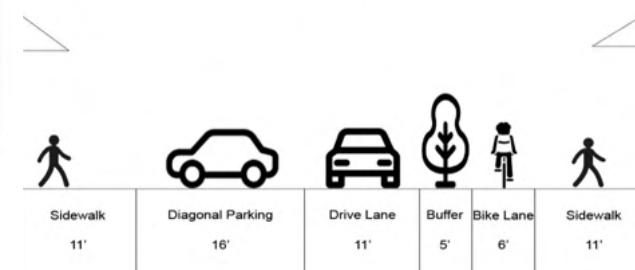 Sidewalk Diagonal Parking Drive Lane Buffer Bike Lane Sidewalk
11' 16' 11' 5' 6' 11'